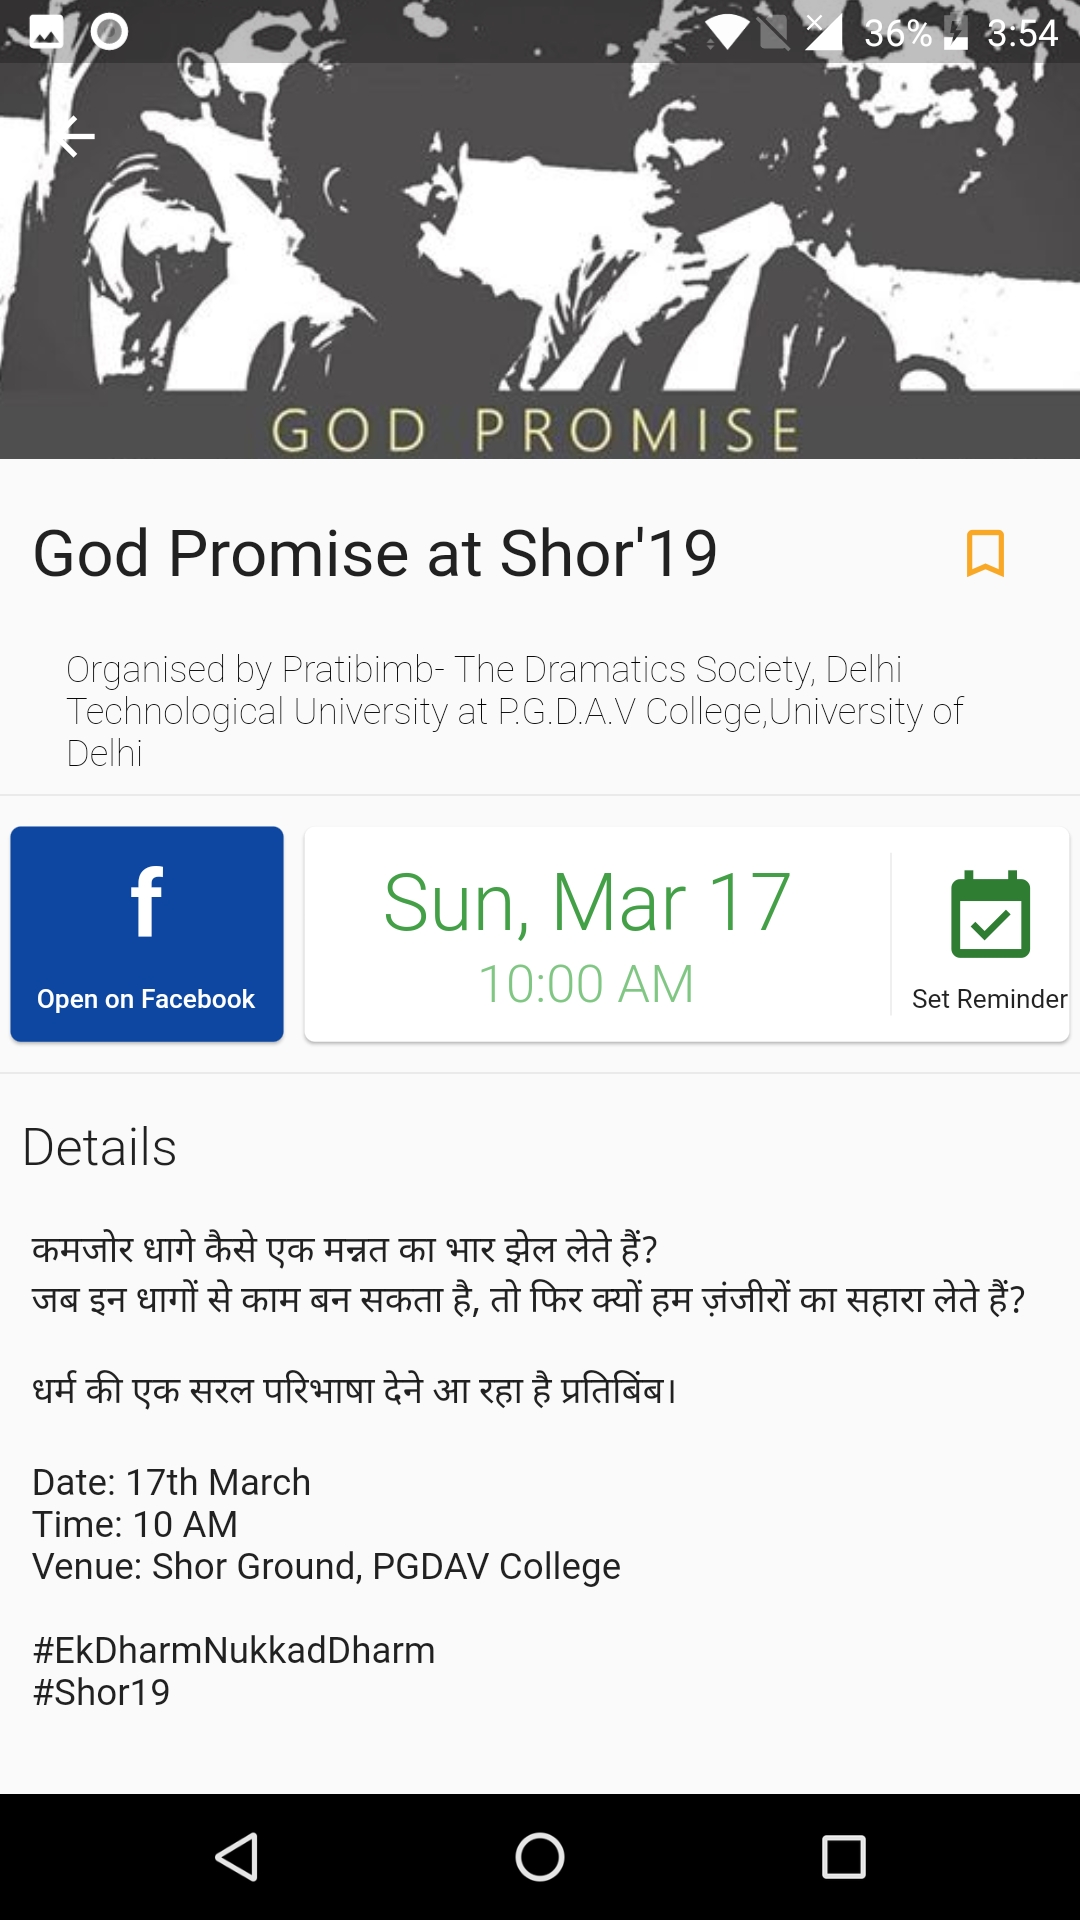 36% 3:54
GOD PROMISE
God Promise at Shor'19
Organised by Pratibimb- The Dramatics Society, Delhi
Technological University at P.G.D.A.V College,University of
Delhi
f
Open on Facebook
Sun, Mar 17
10:00 AM
Set Reminder
Details
कमजोर धागे कैसे एक मन्नत का भार झेल लेते हैं?
जब इन धागों से काम बन सकता है, तो फिर क्यों हम ज़ंजीरों का सहारा लेते हैं?
धर्म की एक सरल परिभाषा देने आ रहा है प्रतिबिंब।
Date: 17th March
Time: 10 AM
Venue: Shor Ground, PGDAV College
#EkDharmNukkadDharm
#Shor19